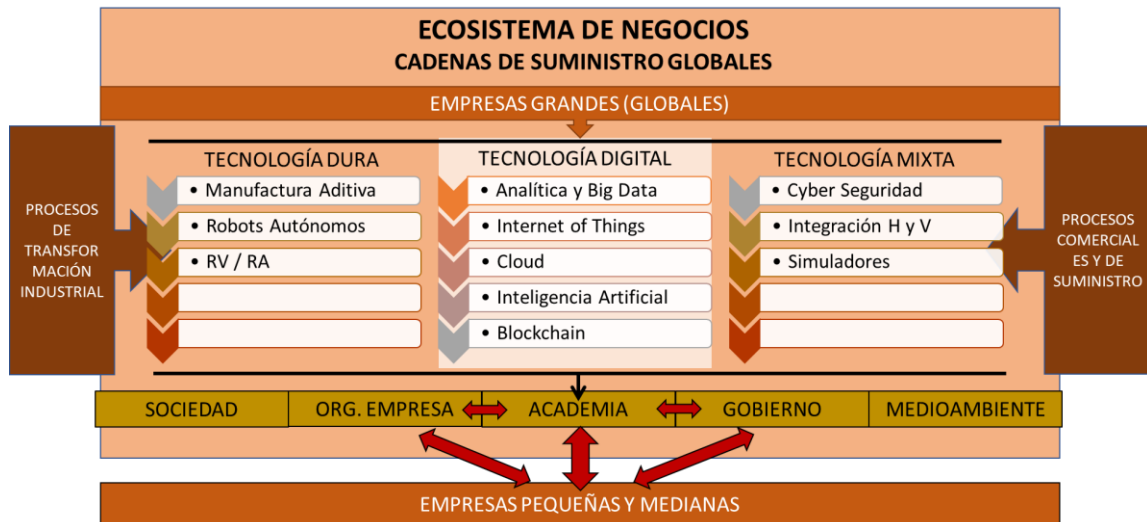 ECOSISTEMA DE NEGOCIOS
CADENAS DE SUMINISTRO GLOBALES
EMPRESAS GRANDES (GLOBALES)
PROCESOS
DE
TRANSFOR
MACIÓN
INDUSTRIAL
TECNOLOGÍA DURA
• Manufactura Aditiva
• Robots Autónomos
• RV / RA
TECNOLOGÍA DIGITAL
• Analítica y Big Data
• Internet of Things
• Cloud
• Inteligencia Artificial
• Blockchain
TECNOLOGÍA MIXTA
• Cyber Seguridad
• Integración H y V
• Simuladores
PROCESOS
COMERCIAL
ES Y DE
SUMINISTRO
SOCIEDAD
ORG. EMPRESA
ACADEMIA
GOBIERNO
MEDIOAMBIENTE
EMPRESAS PEQUEÑAS Y MEDIANAS